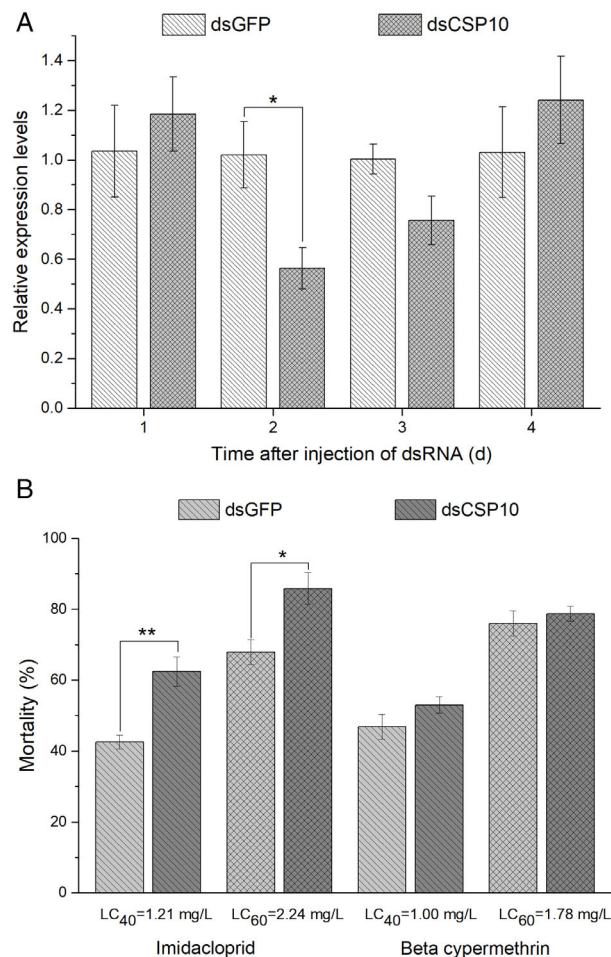 A
dsGFP dsCSP10
1.4
1.2
1.0
0.8
0.6
0.4
0.2
0.0
Relative expression levels
*
1 2 3 4
Time after injection of dsRNA (d)
B
dsGFP dsCSP10
100
80
60
40
20
0
Mortality (%)
**
*
LC40=1.21 mg/L LC60=2.24 mg/L LC40=1.00 mg/L LC60=1.78 mg/L
Imidacloprid Beta cypermethrin